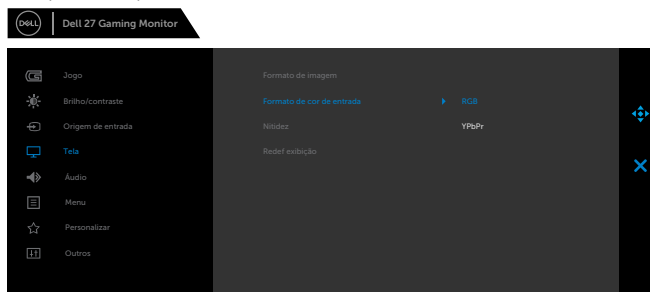 DELL Dell 27 Gaming Monitor
Jogo Formato de imagem
Brilho/contraste Formato de cor de entrada RGB
Origem de entrada Nitidez YPbPr
Tela Redef exibição
Áudio
Menu
Personalizar
Outros